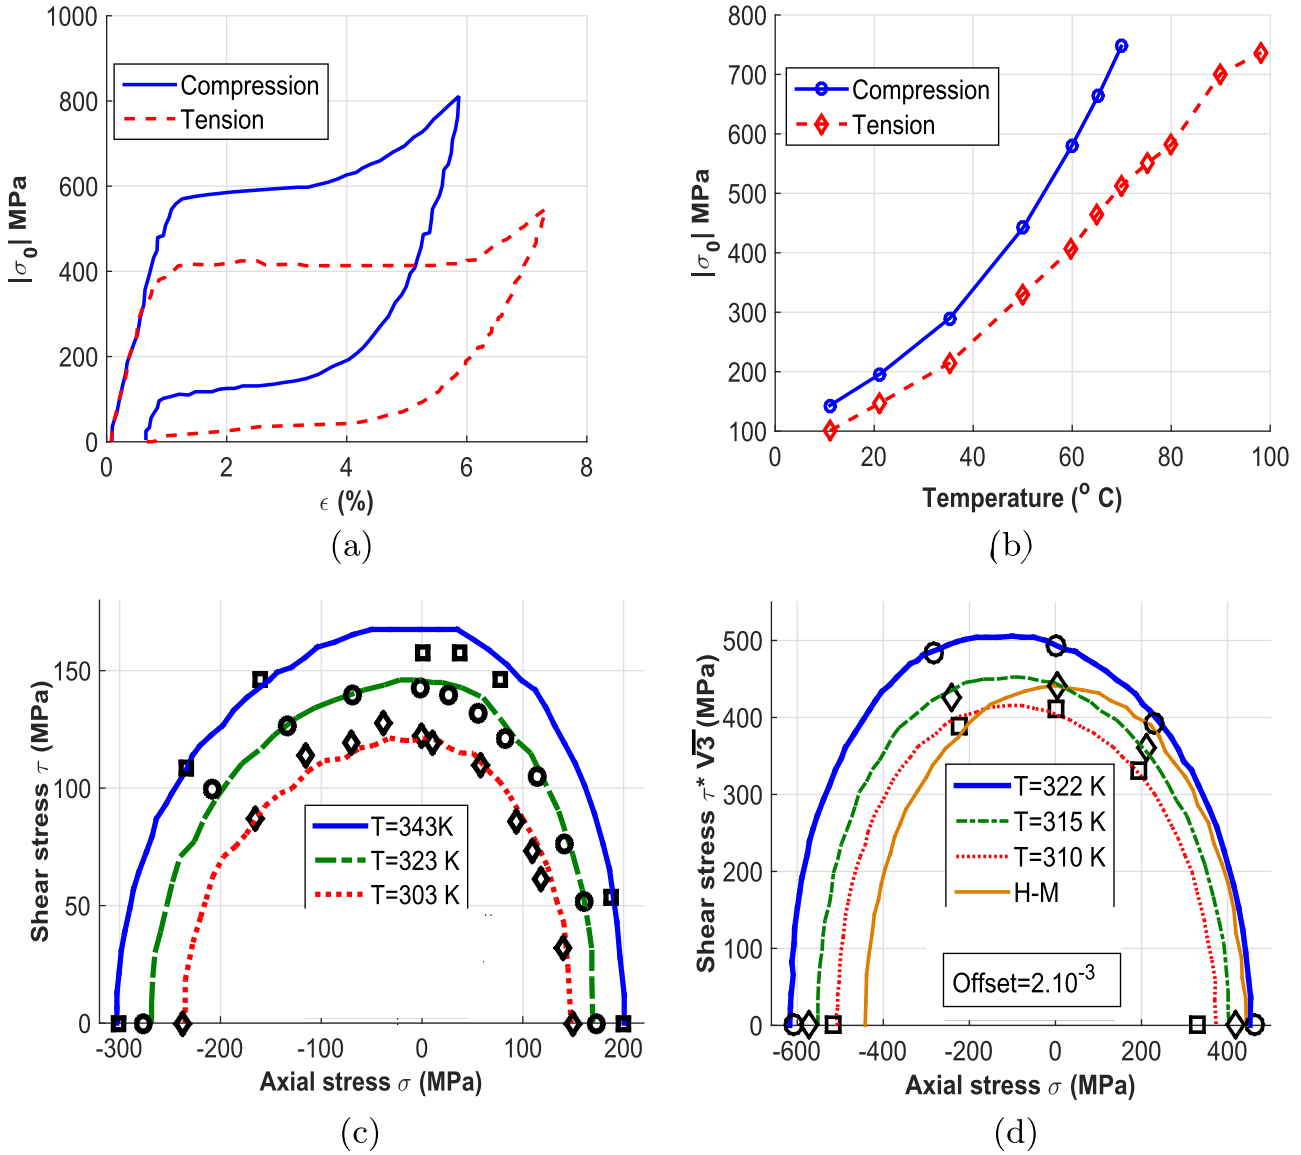 1000
800
600
400
200
0
|σ₀| MPa
Compression
Tension
0 2 4 6 8
ϵ (%)
(a)
800
700
600
500
400
300
200
100
|σ₀| MPa
Compression
Tension
0 20 40 60 80 100
Temperature (° C)
(b)
150
100
50
0
Shear stress τ (MPa)
T=343K
T=323 K
T=303 K
-300 -200 -100 0 100 200
Axial stress σ (MPa)
(c)
500
400
300
200
100
0
Shear stress τ* √3 (MPa)
T=322 K
T=315 K
T=310 K
H-M
Offset=2.10⁻³
-600 -400 -200 0 200 400
Axial stress σ (MPa)
(d)